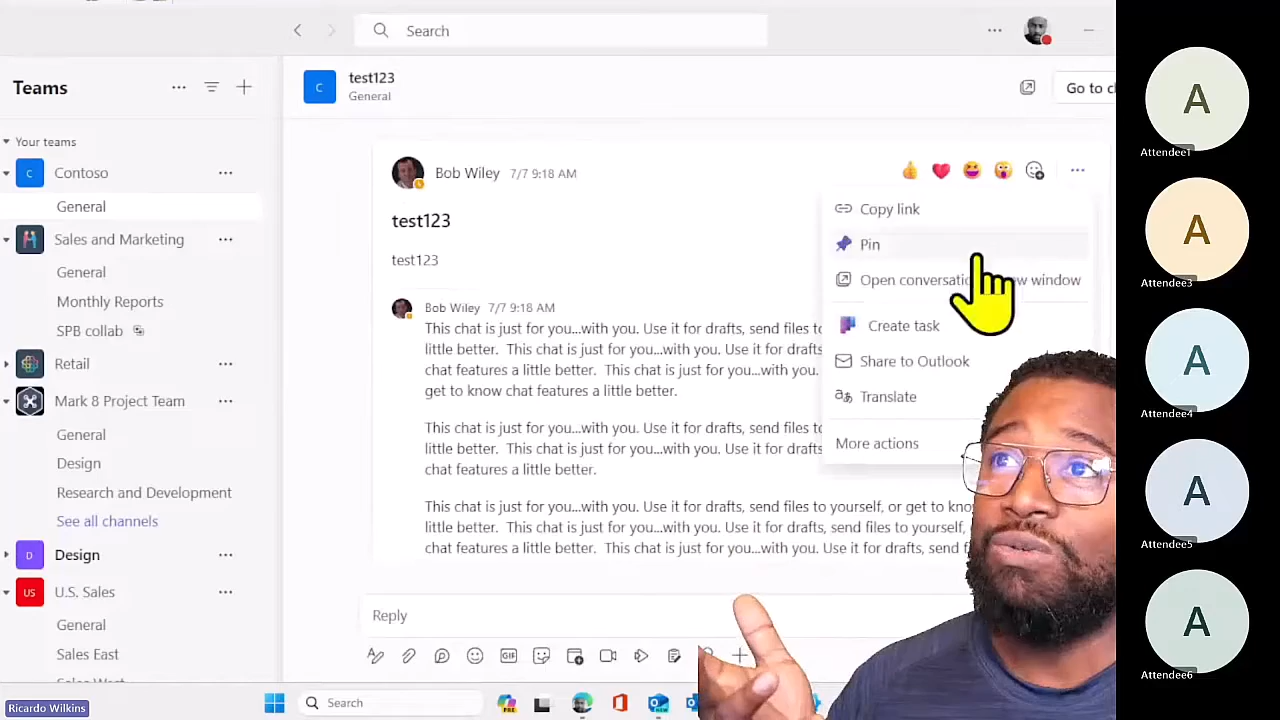 Search
Teams
Your teams
C
Contoso
General
Sales and Marketing
General
Monthly Reports
SPB collab
Retail
Mark 8 Project Team
General
Design
Research and Development
See all channels
D
Design
US
U.S. Sales
General
Sales East
C
test123
General
Go to
Bob Wiley 7/7 9:18 AM
test123
test123
Bob Wiley 7/7 9:18 AM
This chat is just for you...with you. Use it for drafts, send files to
little better. This chat is just for you...with you. Use it for drafts
chat features a little better. This chat is just for you...with you.
get to know chat features a little better.
This chat is just for you...with you. Use it for drafts, send files to
little better. This chat is just for you...with you. Use it for drafts
chat features a little better.
This chat is just for you...with you. Use it for drafts, send files to yourself, or get to
little better. This chat is just for you...with you. Use it for drafts, send files to yourself,
chat features a little better. This chat is just for you...with you. Use it for drafts, send
Copy link
Pin
Open window
Create task
Share to Outlook
Translate
More actions
Reply
GIF
Search
PRE
NEW
Ricardo Wilkins
A
Attendee1
A
Attendee3
A
Attendee4
A
Attendee5
A
Attendee6